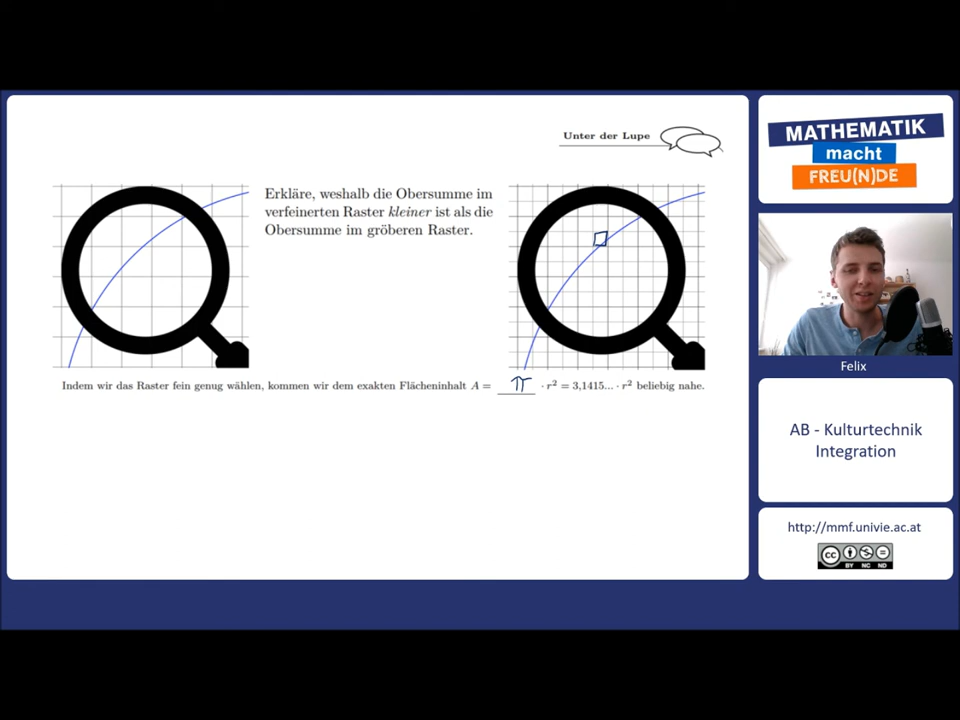 Unter der Lupe
Erkläre, weshalb die Obersumme im
verfeinerten Raster kleiner ist als die
Obersumme im gröberen Raster.
Indem wir das Raster fein genug wählen, kommen wir dem exakten Flächeninhalt A = π · r² = 3,1415... · r² beliebig nahe.
MATHEMATIK
macht
FREU(N)DE
Felix
AB - Kulturtechnik
Integration
http://mmf.univie.ac.at
cc
BY NC ND